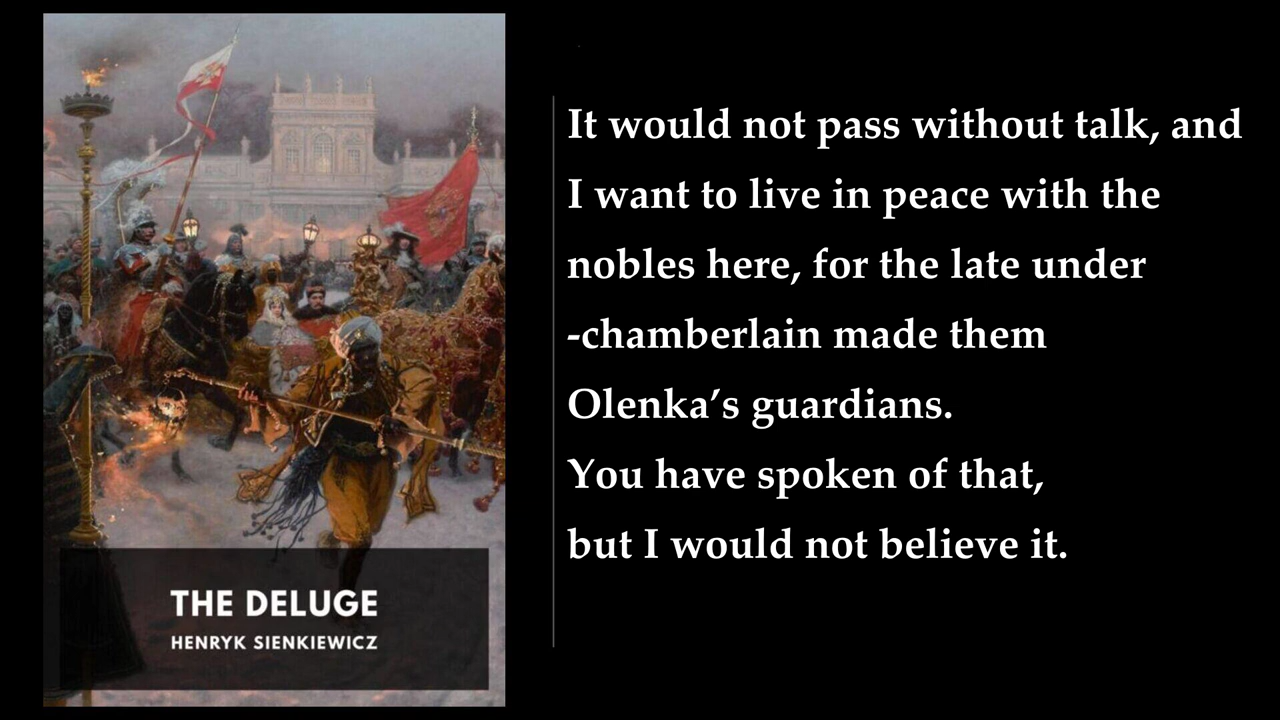 THE DELUGE
HENRYK SIENKIEWICZ
It would not pass without talk, and
I want to live in peace with the
nobles here, for the late under
-chamberlain made them
Olenka’s guardians.
You have spoken of that,
but I would not believe it.